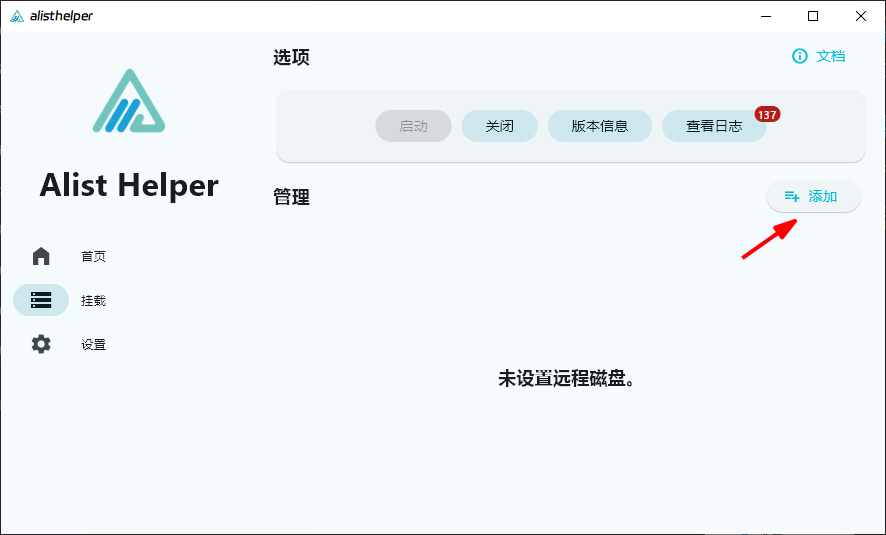 alisthelper
选项
文档
启动
关闭
版本信息
查看日志
137
Alist Helper
管理
添加
首页
挂载
设置
未设置远程磁盘。